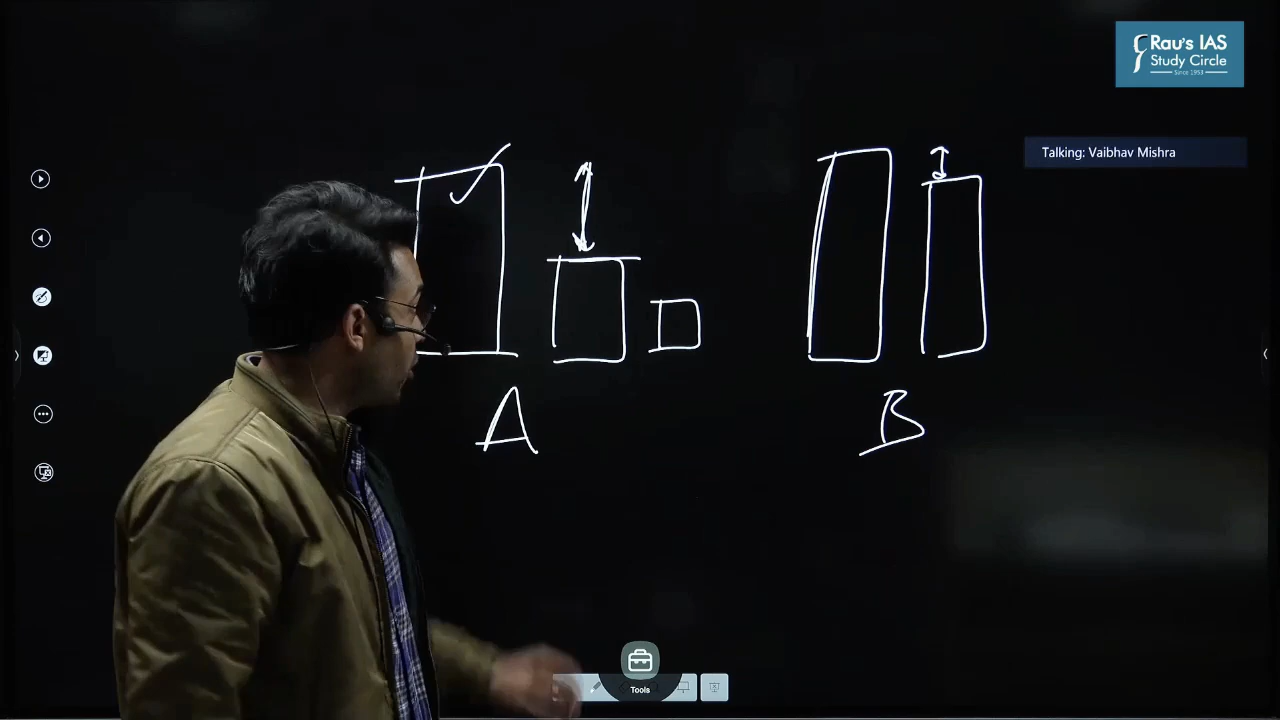 Rau's IAS
Study Circle
Since 1953
Talking: Vaibhav Mishra
A
B
Tools